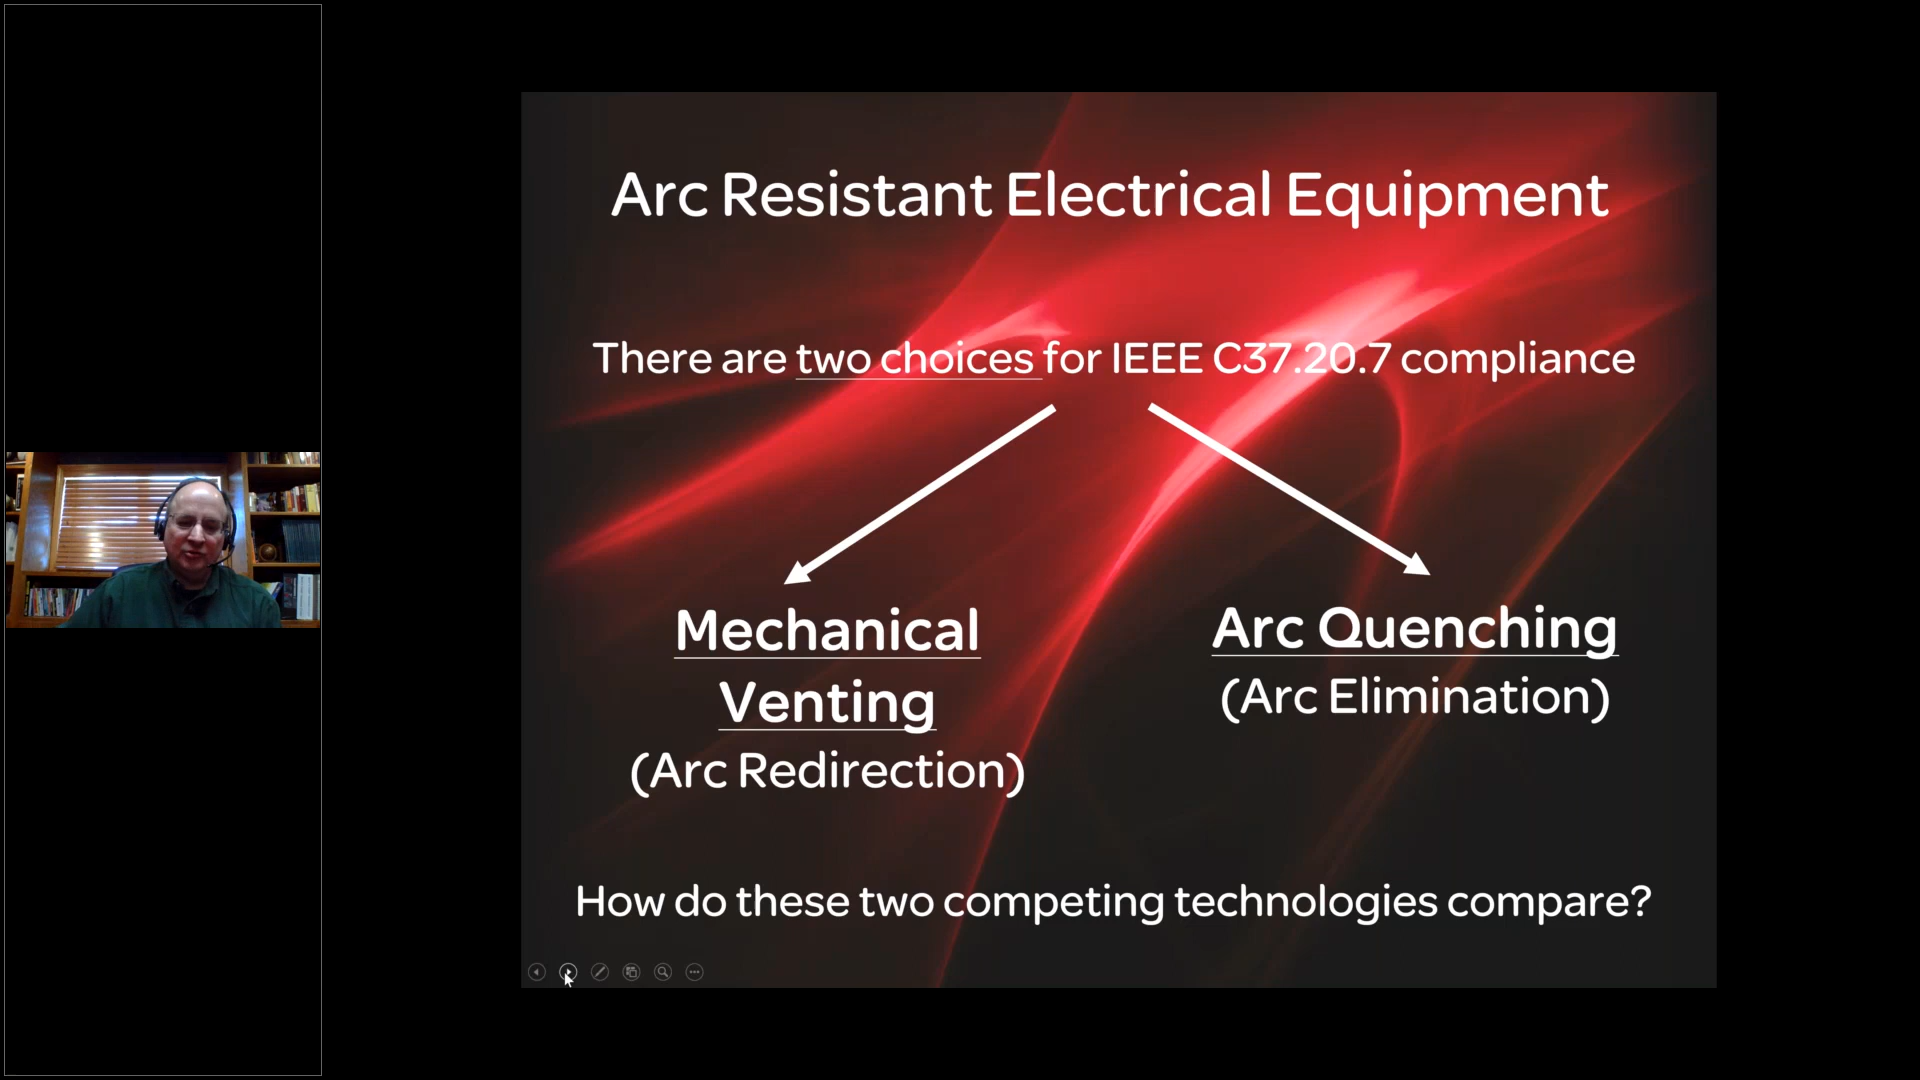 Arc Resistant Electrical Equipment
There are two choices for IEEE C37.20.7 compliance
Mechanical
Venting
(Arc Redirection)
Arc Quenching
(Arc Elimination)
How do these two competing technologies compare?